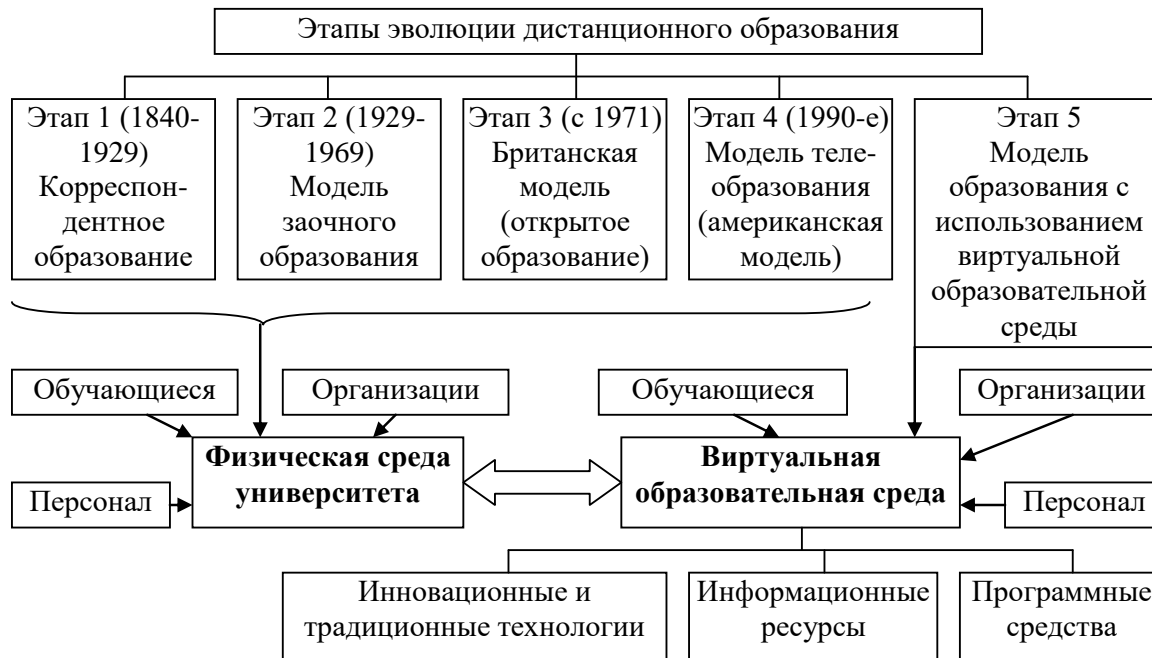 Этапы эволюции дистанционного образования
Этап 1 (1840-
1929)
Корреспон-
дентное
образование
Этап 2 (1929-
1969)
Модель
заочного
образования
Этап 3 (с 1971)
Британская
модель
(открытое
образование)
Этап 4 (1990-е)
Модель теле-
образования
(американская
модель)
Этап 5
Модель
образования с
использованием
виртуальной
образовательной
среды
Обучающиеся
Организации
Обучающиеся
Организации
Физическая среда
университета
Виртуальная
образовательная среда
Персонал
Персонал
Инновационные и
традиционные технологии
Информационные
ресурсы
Программные
средства